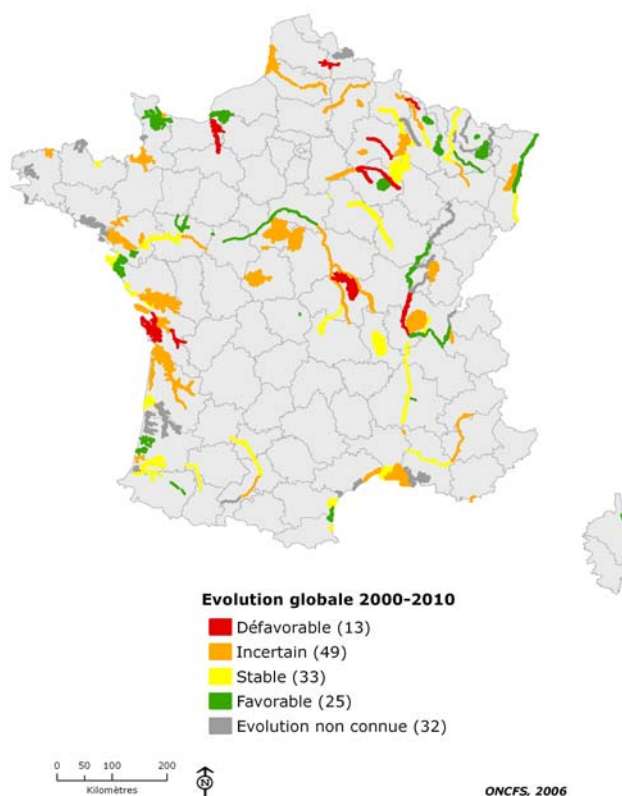 Evolution globale 2000-2010
Défavorable (13)
Incertain (49)
Stable (33)
Favorable (25)
Evolution non connue (32)
0 50 100 200
Kilomètres
N
ONCFS, 2006